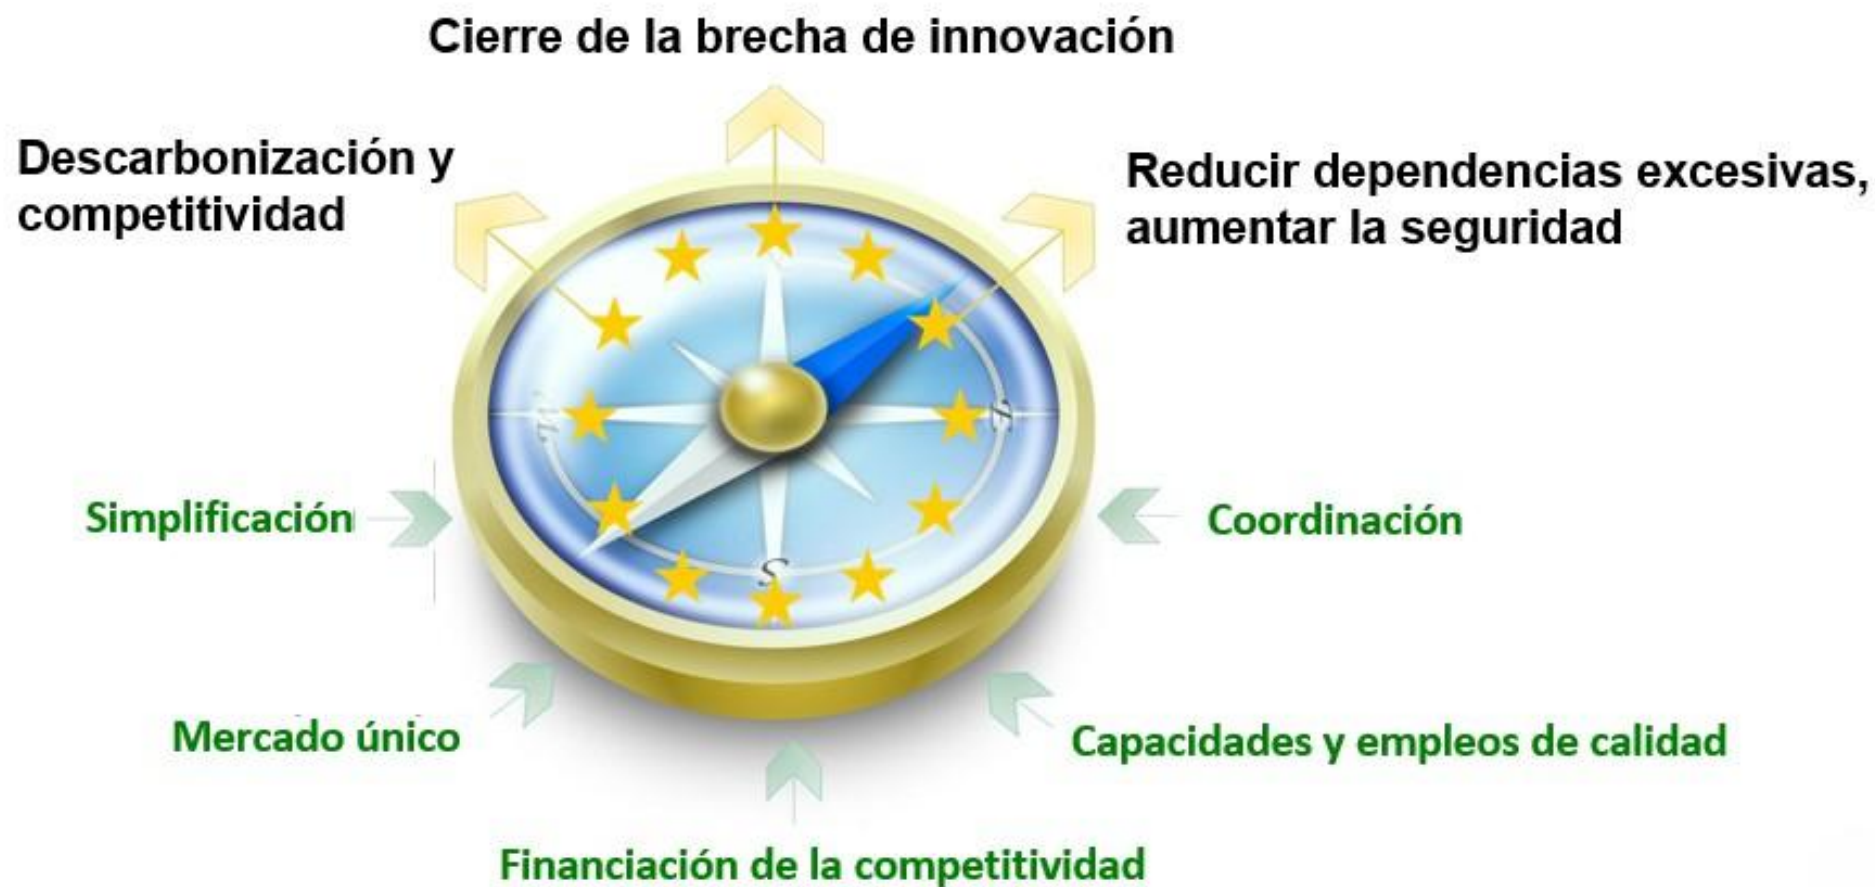 Cierre de la brecha de innovación
Descarbonización y
competitividad
Reducir dependencias excesivas,
aumentar la seguridad
S
Simplificación
Coordinación
Mercado único
Capacidades y empleos de calidad
Financiación de la competitividad